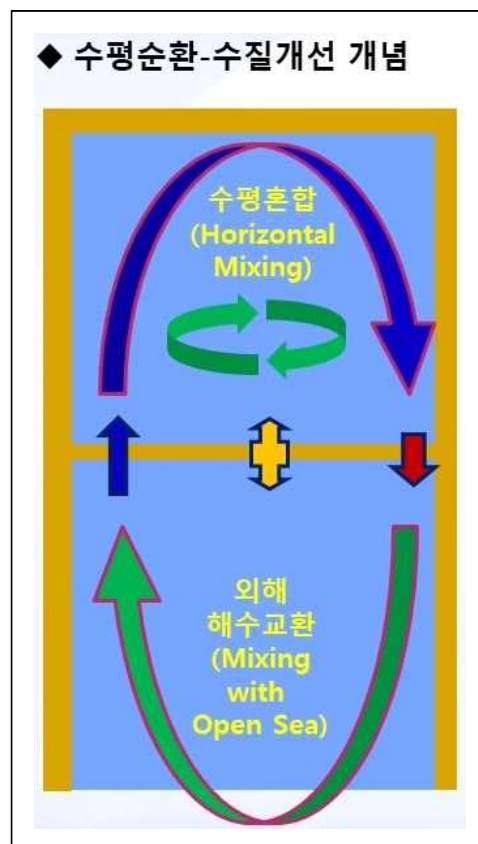 ◆ 수평순환-수질개선 개념
수평혼합
(Horizontal
Mixing)
외해
해수교환
(Mixing
with
Open Sea)